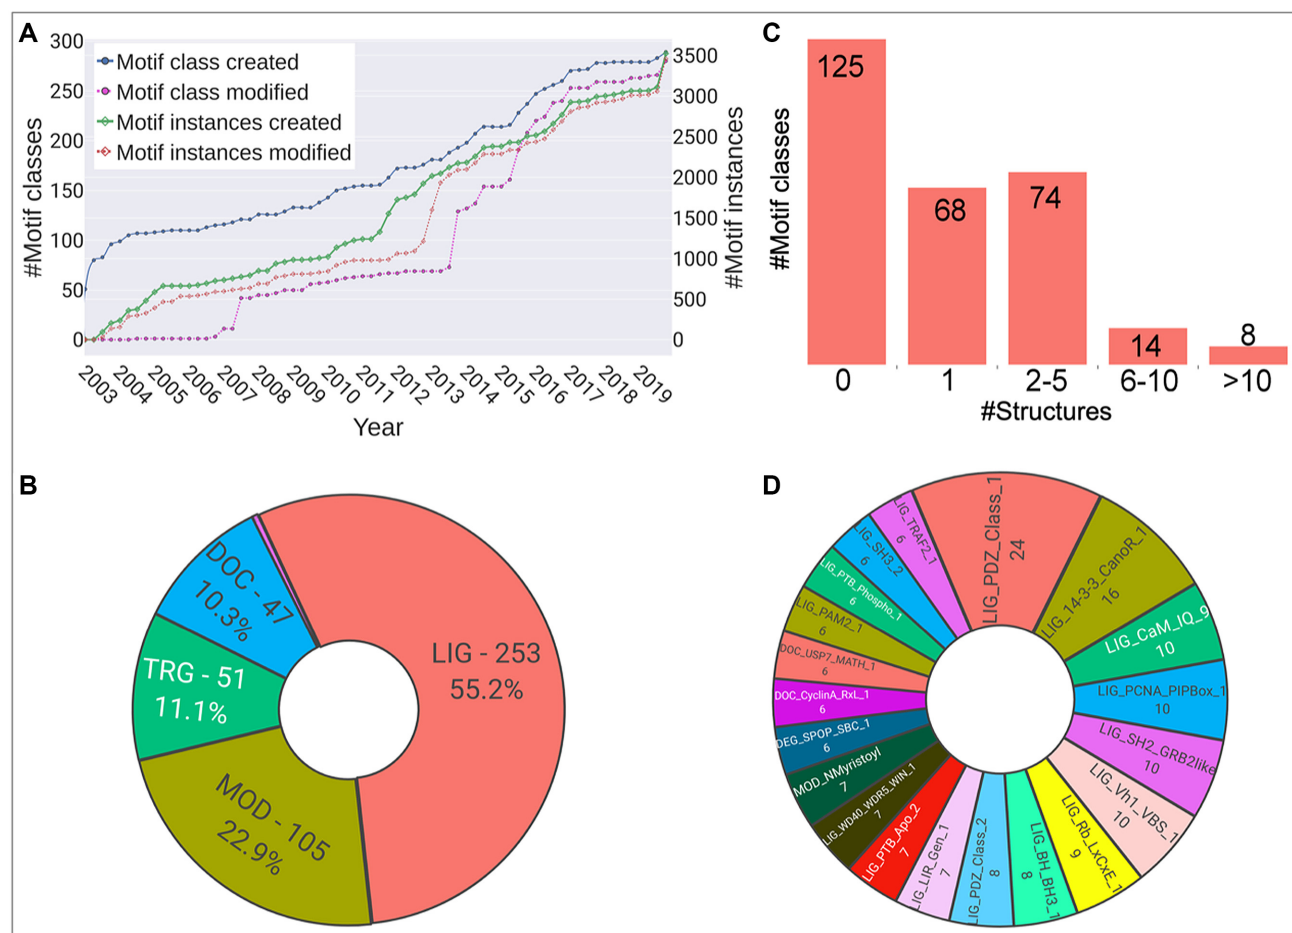 A
300
250
200
150
100
50
0
#Motif classes
Motif class created
Motif class modified
Motif instances created
Motif instances modified
3500
3000
2500
2000
1500
1000
500
0
#Motif instances
2003
2004
2005
2006
2007
2008
2009
2010
2011
2012
2013
2014
2015
2016
2017
2018
2019
Year
C
#Motif classes
125
68
74
14
8
0
1
2-5
6-10
>10
#Structures
B
LIG - 253
55.2%
MOD - 105
22.9%
TRG - 51
11.1%
DOC - 47
10.3%
D
LIG_PDZ_Class_1
24
LIG_14-3-3_CanoR_1
16
LIG_CaM_IQ_9
10
LIG_PCNA_PIPBox_1
10
LIG_SH2_GRB2like
10
LIG_Vh1_VBS_1
10
LIG_Rb_LxCxE_1
9
LIG_BH_BH3_1
8
LIG_PDZ_Class_2
8
LIG_LIR_Gen_1
7
LIG_PTB_Apo_2
7
LIG_WD40_WDR5_WIN_1
7
MOD_NMyristoyl
7
DEG_SPOP_SBC_1
6
DOC_CyclinA_RxL_1
6
DOC_USP7_MATH_1
6
LIG_PAM2_1
6
LIG_PTB_Phospho_1
6
LIG_SH3_2
6
LIG_TRAF2_1
6